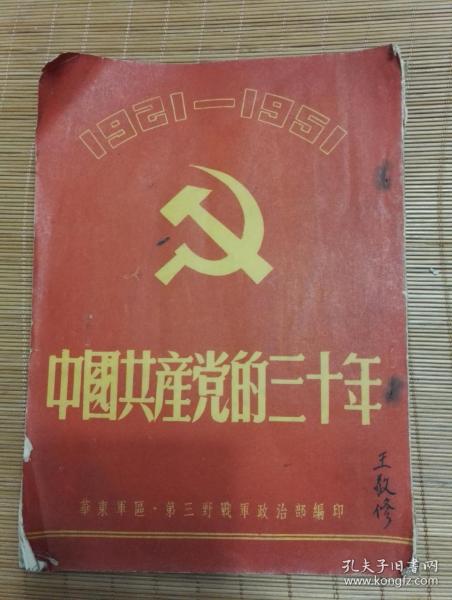 1921—1951
中國共産党的三十年
王敬修
華東軍區·第三野戰軍政治部編印
孔夫子旧书网
www.kongfz.com